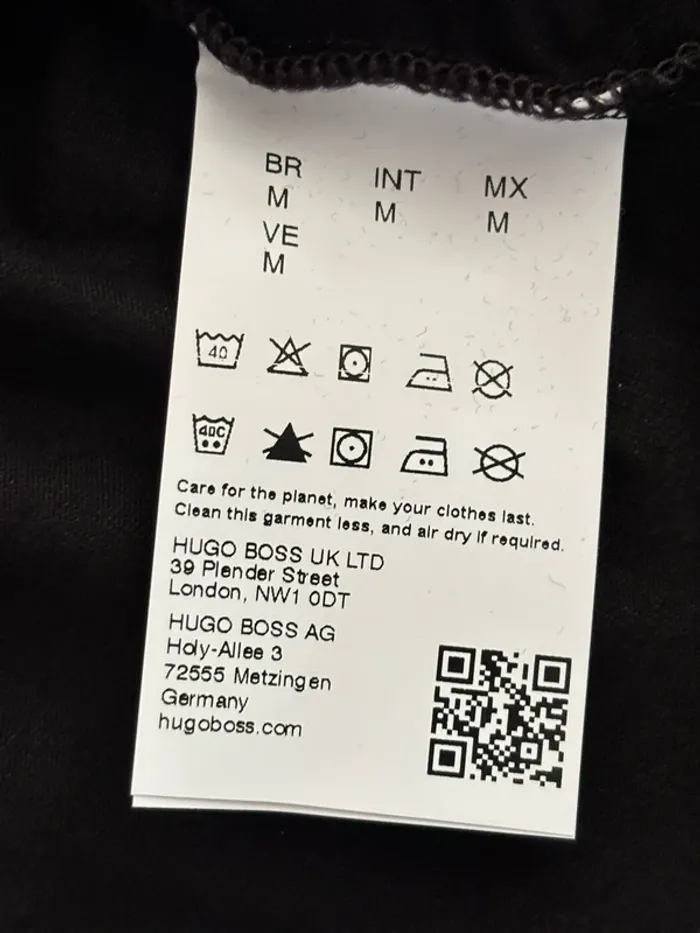 BR INT MX
M M M
VE
M
40
40C
Care for the planet, make your clothes last.
Clean this garment less, and air dry if required.
HUGO BOSS UK LTD
39 Plender Street
London, NW1 0DT
HUGO BOSS AG
Holy-Allee 3
72555 Metzingen
Germany
hugoboss.com